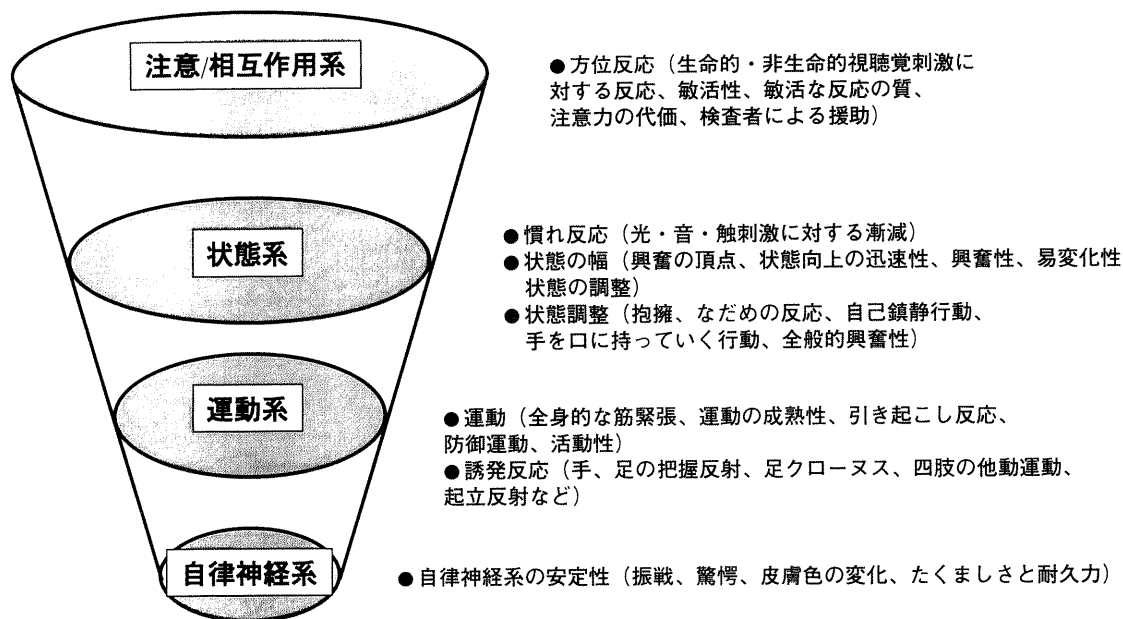 注意/相互作用系
●方位反応（生命的・非生命的視聴覚刺激に
対する反応、敏活性、敏活な反応の質、
注意力の代価、検査者による援助）
状態系
●慣れ反応（光・音・触刺激に対する漸減）
●状態の幅（興奮の頂点、状態向上の迅速性、興奮性、易変化性
状態の調整）
●状態調整（抱擁、なだめの反応、自己鎮静行動、
手を口に持っていく行動、全般的興奮性）
運動系
●運動（全身的な筋緊張、運動の成熟性、引き起こし反応、
防御運動、活動性）
●誘発反応（手、足の把握反射、足クローヌス、四肢の他動運動、
起立反射など）
自律神経系
●自律神経系の安定性（振戦、驚愕、皮膚色の変化、たくましさと耐久力）